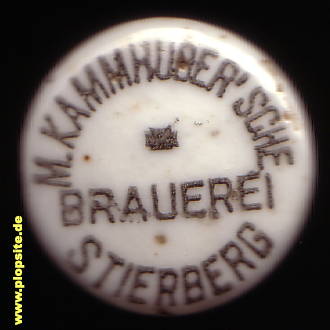 M. KAMMHUBER'SCHE
BRAUEREI
STIERBERG
www.plopsite.de